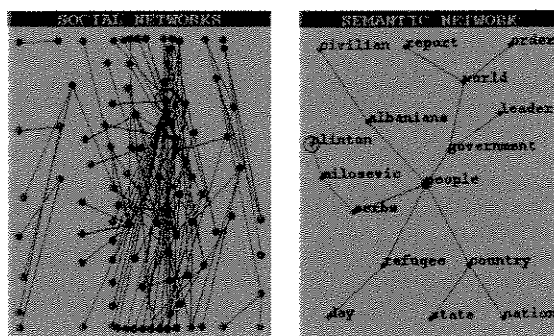 SOCIAL NETWORKS
SEMANTIC NETWORK
civilian
report
order
world
leader
albanians
clinton
government
milosevic
people
serbs
refugee
country
day
state
nation